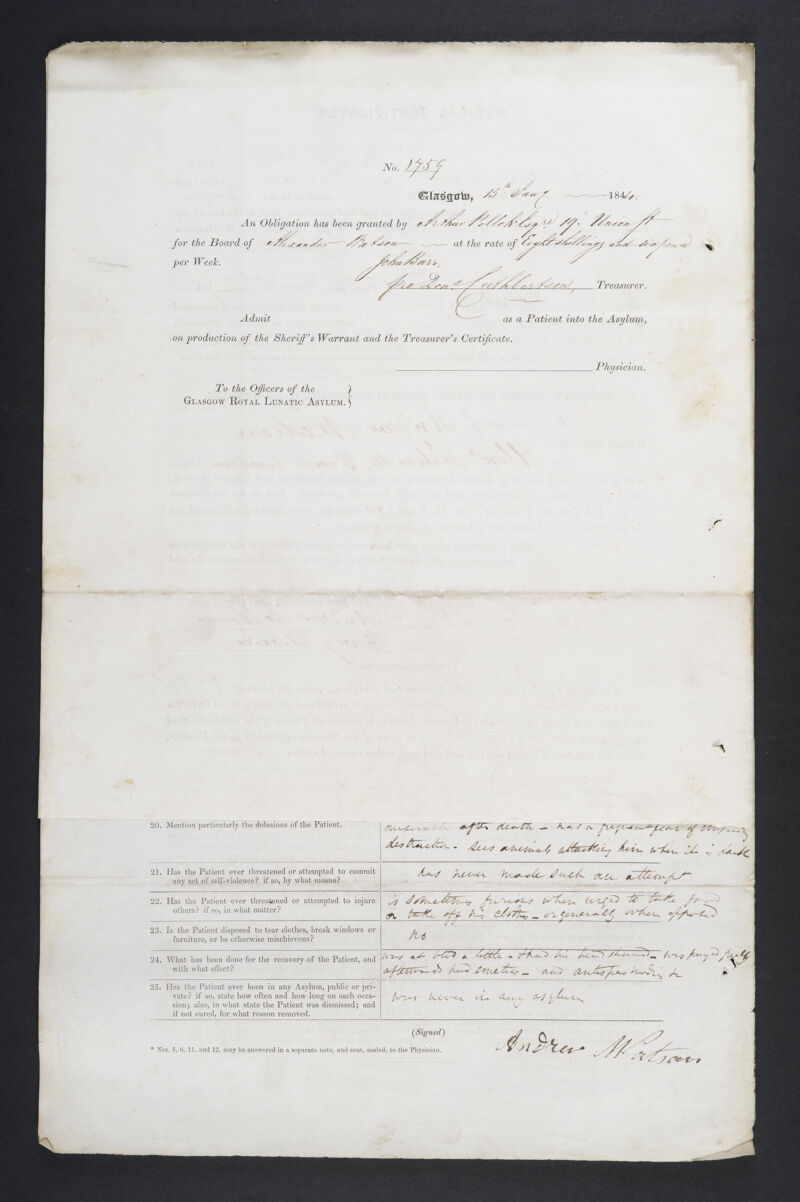 No. 1759
Glasgow, 15th Jany 1844.
An Obligation has been granted by Arthur Pollok Esqre 19 Union St
for the Board of Alexander Watson at the rate of Eight shillings and sixpence
per Week. John Barr
pro Cuthbertson, Treasurer.
Admit as a Patient into the Asylum,
on production of the Sheriff's Warrant and the Treasurer's Certificate.
Physician.
To the Officers of the
Glasgow Royal Lunatic Asylum.
20. Mention particularly the delusions of the Patient.
miserable after death - has a frequent fear of
destruction - sees animals attacking him when it is dark
21. Has the Patient ever threatened or attempted to commit
any act of self-violence? if so, by what means?
has never made such an attempt
22. Has the Patient ever threatened or attempted to injure
others? if so, in what matter?
is sometimes furious when urged to take food
or take off his clothes - or generally when opposed
23. Is the Patient disposed to tear clothes, break windows or
furniture, or be otherwise mischievous?
no
24. What has been done for the recovery of the Patient, and
with what effect?
was at bled a little - had his head shaved - was purged
afterwards had emetics - and
25. Has the Patient ever been in any Asylum, public or pri-
vate? if so, state how often and how long on each occa-
sion; also, in what state the Patient was dismissed; and
if not cured, for what reason removed.
was never in any asylum
(Signed)
Andrew Watson
* Nos. 5, 6, 11, and 12, may be answered in a separate note, and sent, sealed, to the Physician.